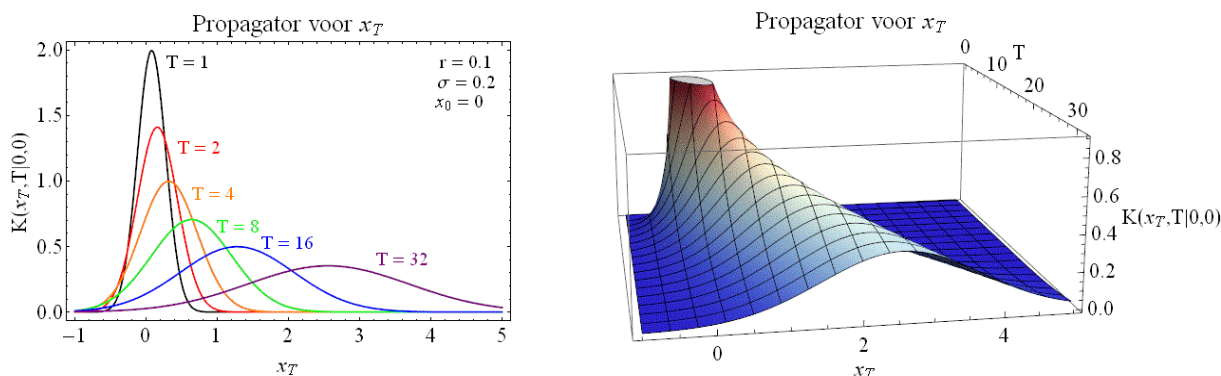 Propagator voor x_T
2.0
1.5
1.0
0.5
0.0
K(x_T,T|0,0)
T = 1
T = 2
T = 4
T = 8
T = 16
T = 32
r = 0.1
σ = 0.2
x_0 = 0
−1 0 1 2 3 4 5
x_T
Propagator voor x_T
0
10
T
20
30
0.8
0.6
0.4
0.2
0.0
K(x_T,T|0,0)
0 2 4
x_T